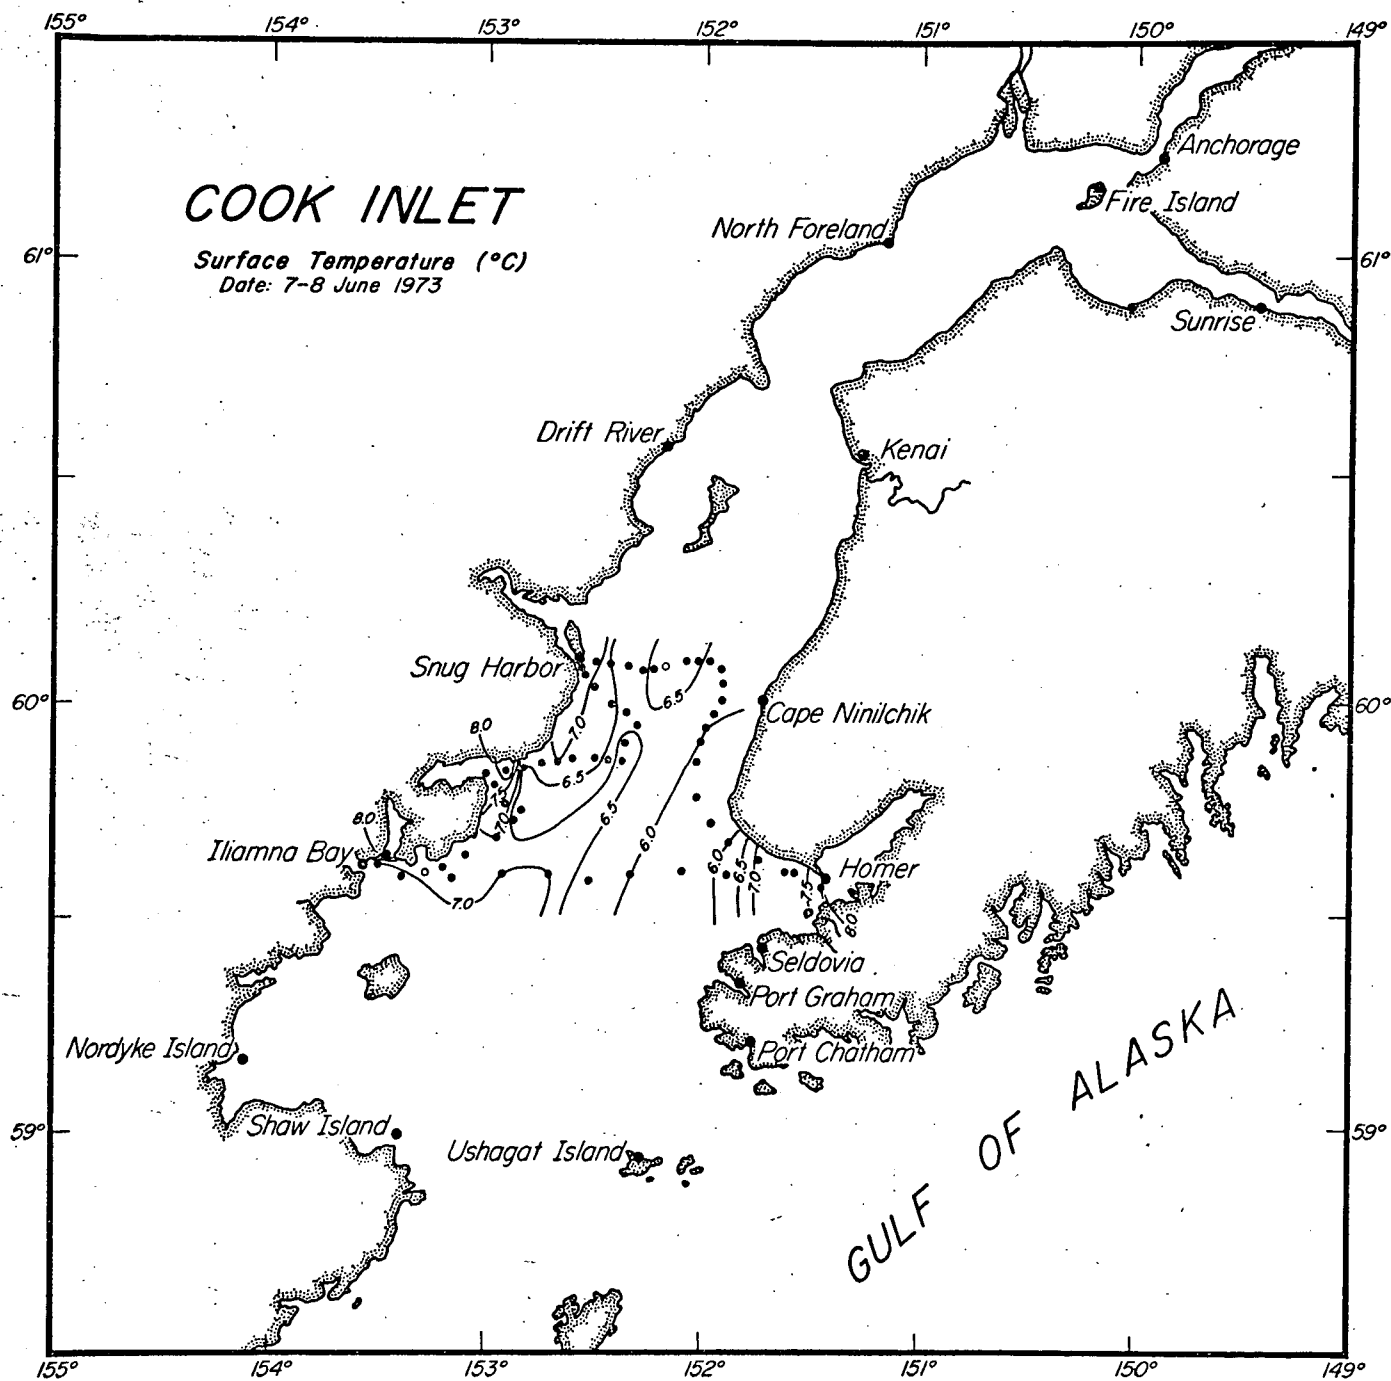 155° 154° 153° 152° 151° 150° 149°
Anchorage
COOK INLET
Fire Island
North Foreland
61° 61°
Surface Temperature (°C)
Date: 7-8 June 1973
Sunrise
Drift River
Kenai
Snug Harbor
6.5
60° 60°
Cape Ninilchik
8.0
7.0
6.5
7.5
6.5
8.0
7.0
6.0
Iliamna Bay
6.0
6.5
7.0
Homer
7.5
7.0
8.0
Seldovia
Port Graham
Nordyke Island
Port Chatham
GULF OF ALASKA
Shaw Island
59° 59°
Ushagat Island
155° 154° 153° 152° 151° 150° 149°